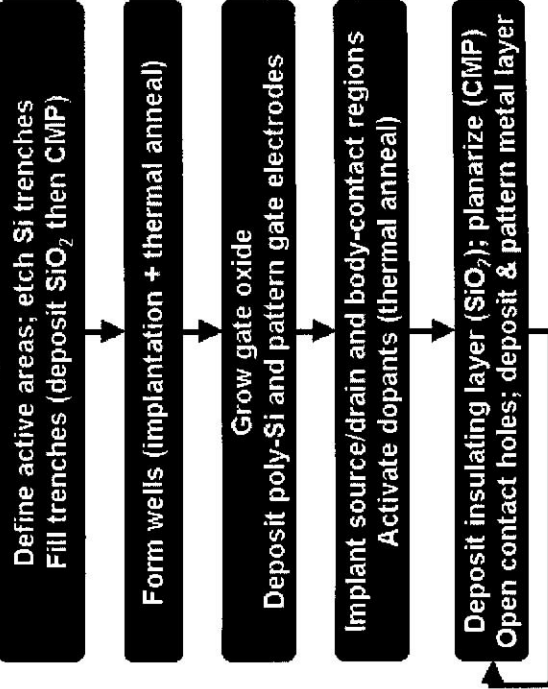 Define active areas; etch Si trenches
Fill trenches (deposit SiO₂ then CMP)
Form wells (implantation + thermal anneal)
Grow gate oxide
Deposit poly-Si and pattern gate electrodes
Implant source/drain and body-contact regions
Activate dopants (thermal anneal)
Deposit insulating layer (SiO₂); planarize (CMP)
Open contact holes; deposit & pattern metal layer